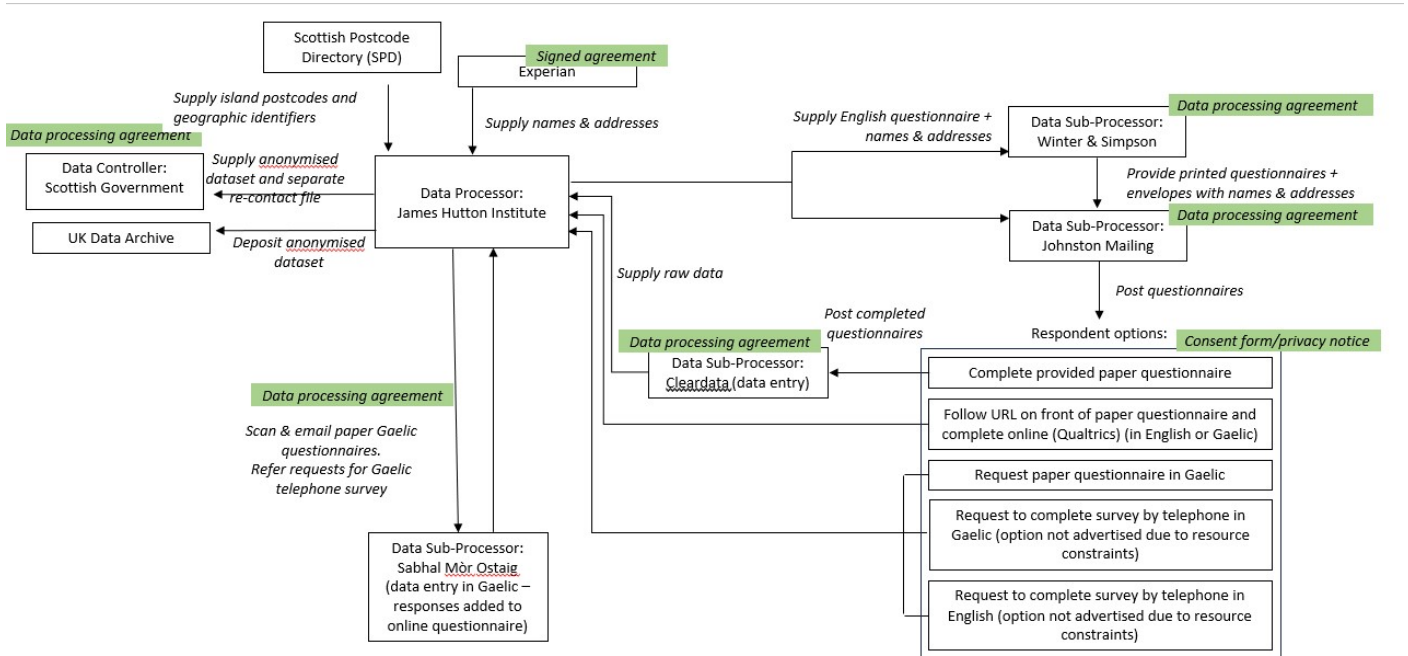 Scottish Postcode
Directory (SPD)
Signed agreement
Experian
Supply island postcodes and
geographic identifiers
Supply names & addresses
Data processing agreement
Data Controller:
Scottish Government
Supply anonymised
dataset and separate
re-contact file
Data Processor:
James Hutton Institute
UK Data Archive
Deposit anonymised
dataset
Supply English questionnaire +
names & addresses
Data processing agreement
Data Sub-Processor:
Winter & Simpson
Provide printed questionnaires +
envelopes with names & addresses
Data processing agreement
Data Sub-Processor:
Johnston Mailing
Post questionnaires
Supply raw data
Post completed
questionnaires
Data processing agreement
Data Sub-Processor:
Cleardata (data entry)
Respondent options:
Consent form/privacy notice
Complete provided paper questionnaire
Follow URL on front of paper questionnaire and
complete online (Qualtrics) (in English or Gaelic)
Request paper questionnaire in Gaelic
Request to complete survey by telephone in
Gaelic (option not advertised due to resource
constraints)
Request to complete survey by telephone in
English (option not advertised due to resource
constraints)
Data processing agreement
Scan & email paper Gaelic
questionnaires.
Refer requests for Gaelic
telephone survey
Data Sub-Processor:
Sabhal Mòr Ostaig
(data entry in Gaelic –
responses added to
online questionnaire)